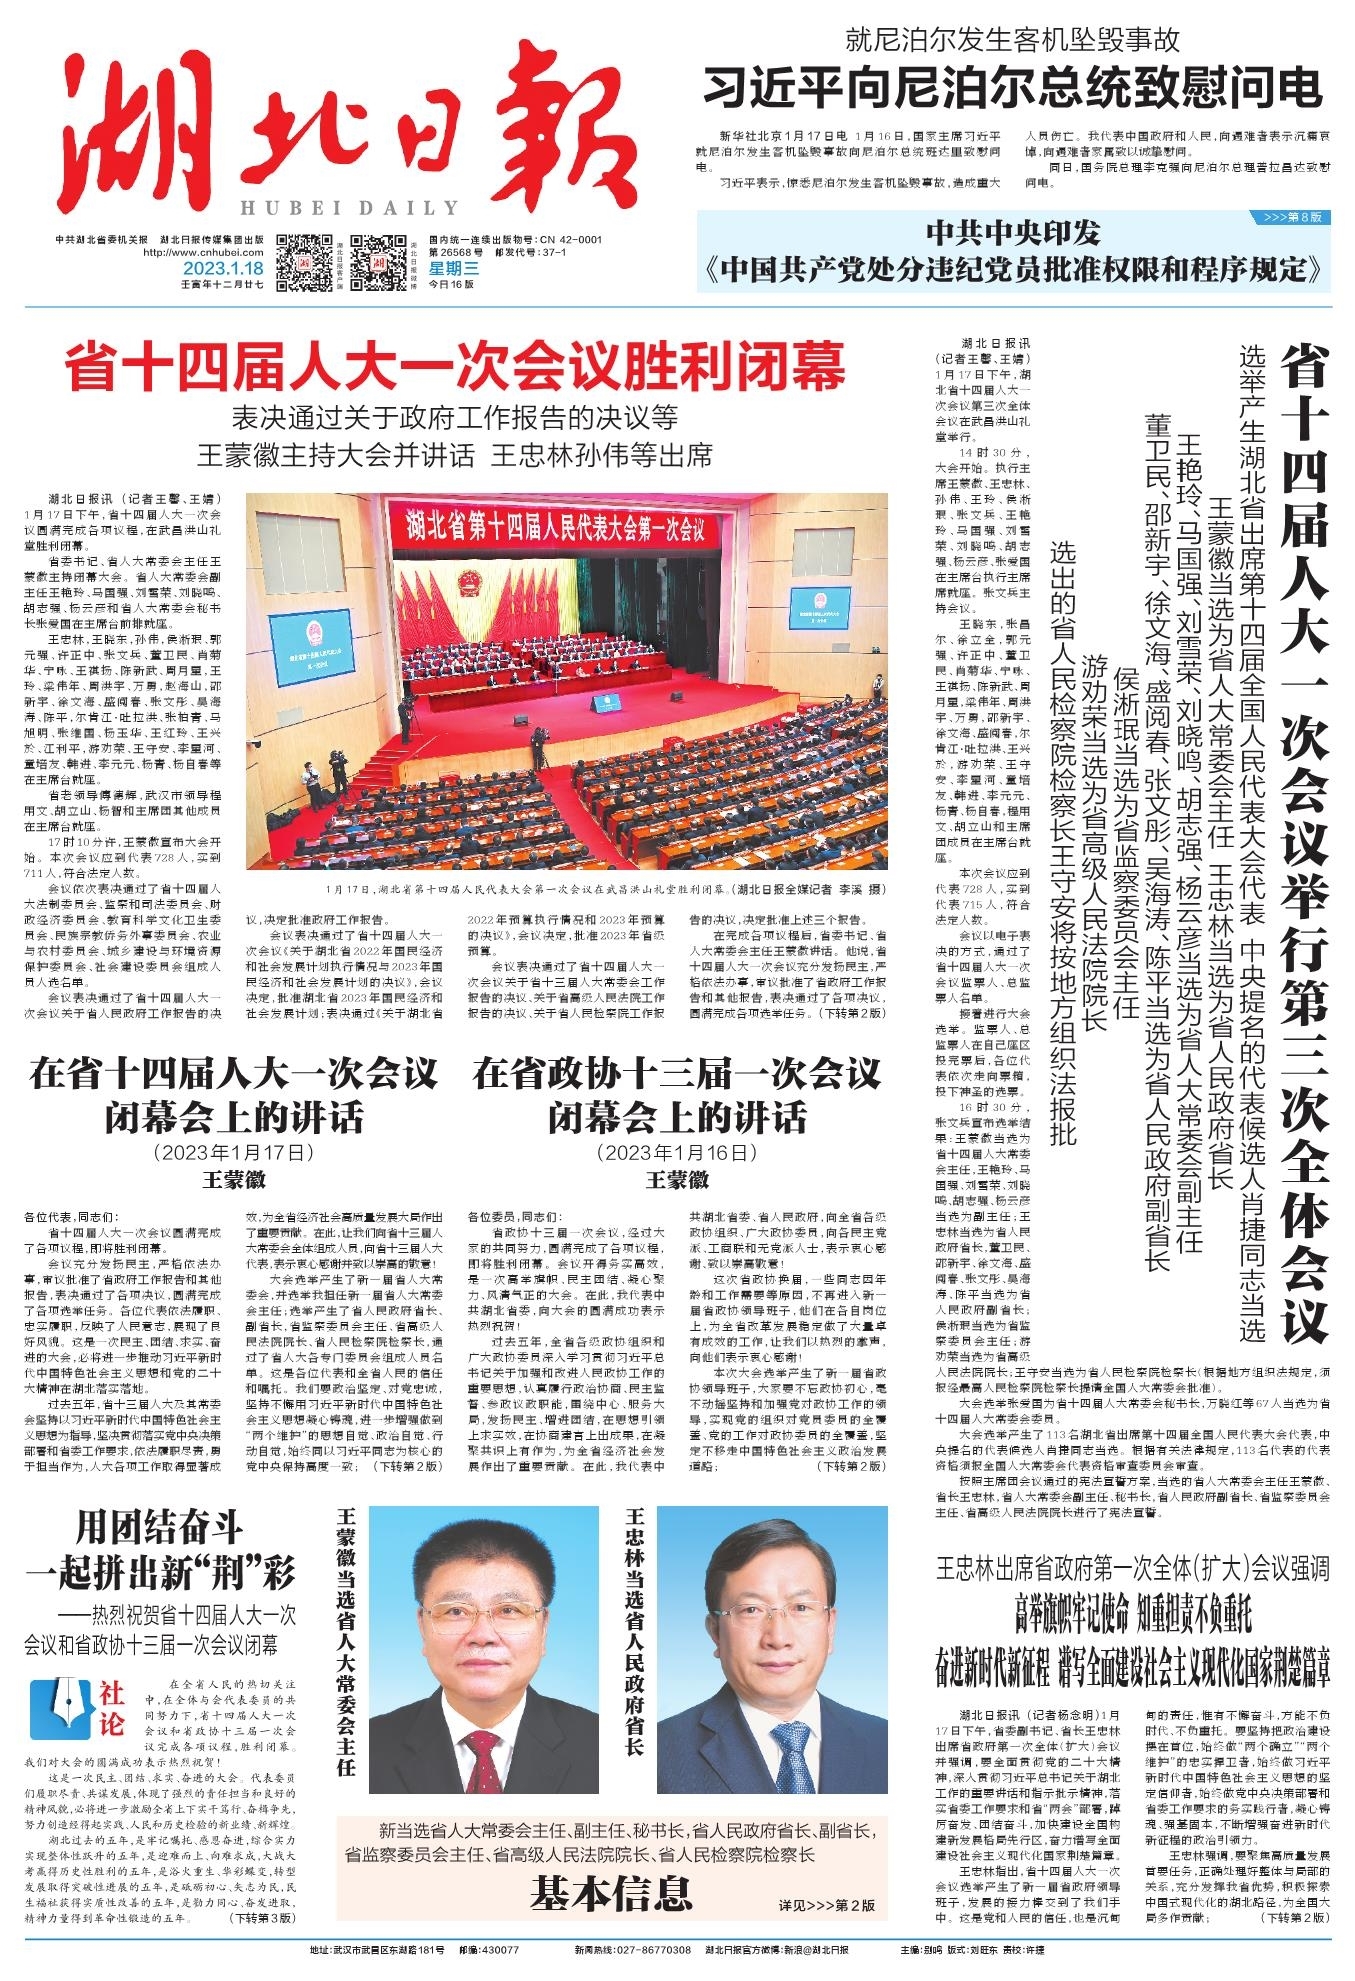 湖北日报
HUBEI DAILY
中共湖北省委机关报 湖北日报传媒集团出版
http://www.cnhubei.com
2023.1.18
壬寅年十二月廿七
湖北日报客户端
湖北日报微博
国内统一连续出版物号:CN 42-0001
第26568号 邮发代号:37-1
星期三
今日16版
就尼泊尔发生客机坠毁事故
习近平向尼泊尔总统致慰问电
新华社北京1月17日电 1月16日,国家主席习近平
就尼泊尔发生客机坠毁事故向尼泊尔总统班达里致慰问
电。
习近平表示,惊悉尼泊尔发生客机坠毁事故,造成重大
人员伤亡。我代表中国政府和人民,向遇难者表示沉痛哀
悼,向遇难者家属致以诚挚慰问。
同日,国务院总理李克强向尼泊尔总理普拉昌达致慰
问电。
>>>第8版
中共中央印发
《中国共产党处分违纪党员批准权限和程序规定》
省十四届人大一次会议胜利闭幕
表决通过关于政府工作报告的决议等
王蒙徽主持大会并讲话 王忠林孙伟等出席
湖北日报讯(记者王馨、王婧)
1月17日下午,省十四届人大一次会
议圆满完成各项议程,在武昌洪山礼
堂胜利闭幕。
省委书记、省人大常委会主任王
蒙徽主持闭幕大会。省人大常委会副
主任王艳玲、马国强、刘雪荣、刘晓鸣、
胡志强、杨云彦和省人大常委会秘书
长张爱国在主席台前排就座。
王忠林,王晓东,孙伟,侯淅珉、郭
元强、许正中、张文兵、董卫民、肖菊
华、宁咏、王祺扬、陈新武、周月星,王
玲、梁伟年、周洪宇、万勇,赵海山,邵
新宇、徐文海、盛阅春、张文彤、吴海
涛、陈平,尔肯江·吐拉洪、张柏青、马
旭明、张维国、杨玉华、王红玲、王兴
於、江利平,游劝荣、王守安、李星河、
童培友、韩进、李元元、杨青、杨自春等
在主席台就座。
省老领导傅德辉,武汉市领导程
用文、胡立山、杨智和主席团其他成员
在主席台就座。
17时10分许,王蒙徽宣布大会开
始。本次会议应到代表728人,实到
711人,符合法定人数。
会议依次表决通过了省十四届人
大法制委员会、监察和司法委员会、财
政经济委员会、教育科学文化卫生委
员会、民族宗教侨务外事委员会、农业
与农村委员会、城乡建设与环境资源
保护委员会、社会建设委员会组成人
员人选名单。
会议表决通过了省十四届人大一
次会议关于省人民政府工作报告的决
湖北省第十四届人民代表大会第一次会议
1月17日,湖北省第十四届人民代表大会第一次会议在武昌洪山礼堂胜利闭幕。(湖北日报全媒记者 李溪 摄)
议,决定批准政府工作报告。
会议表决通过了省十四届人大一
次会议《关于湖北省2022年国民经济
和社会发展计划执行情况与2023年国
民经济和社会发展计划的决议》,会议
决定,批准湖北省2023年国民经济和
社会发展计划;表决通过《关于湖北省
2022年预算执行情况和2023年预算
的决议》,会议决定,批准2023年省级
预算。
会议表决通过了省十四届人大一
次会议关于省十三届人大常委会工作
报告的决议、关于省高级人民法院工作
报告的决议、关于省人民检察院工作报
告的决议,决定批准上述三个报告。
在完成各项议程后,省委书记、省
人大常委会主任王蒙徽讲话。他说,省
十四届人大一次会议充分发扬民主,严
格依法办事,审议批准了省政府工作报
告和其他报告,表决通过了各项决议,
圆满完成各项选举任务。(下转第2版)
省十四届人大一次会议举行第三次全体会议
选举产生湖北省出席第十四届全国人民代表大会代表 中央提名的代表候选人肖捷同志当选
王蒙徽当选为省人大常委会主任 王忠林当选为省人民政府省长
王艳玲、马国强、刘雪荣、刘晓鸣、胡志强、杨云彦当选为省人大常委会副主任
董卫民、邵新宇、徐文海、盛阅春、张文彤、吴海涛、陈平当选为省人民政府副省长
侯淅珉当选为省监察委员会主任
游劝荣当选为省高级人民法院院长
选出的省人民检察院检察长王守安将按地方组织法报批
湖北日报讯
(记者王馨、王婧)
1月17日下午,湖
北省十四届人大一
次会议第三次全体
会议在武昌洪山礼
堂举行。
14时30分,
大会开始。执行主
席王蒙徽、王忠林、
孙伟、王玲、侯淅
珉、张文兵、王艳
玲、马国强、刘雪
荣、刘晓鸣、胡志
强、杨云彦、张爱国
在主席台执行主席
席就座。张文兵主
持会议。
王晓东,张昌
尔、徐立全,郭元
强、许正中、董卫
民、肖菊华、宁咏、
王祺扬、陈新武、周
月星,梁伟年、周洪
宇、万勇,邵新宇、
徐文海、盛阅春,尔
肯江·吐拉洪、王兴
於,游劝荣、王守
安、李星河、童培
友、韩进、李元元、
杨青、杨自春,程用
文、胡立山和主席
团成员在主席台就
座。
本次会议应到
代表728人,实到
代表715人,符合
法定人数。
会议以电子表
决的方式,通过了
省十四届人大一次
会议监票人、总监
票人名单。
接着进行大会
选举。监票人、总
监票人在自己座区
投完票后,各位代
表依次走向票箱,
投下神圣的选票。
16时30分,
张文兵宣布选举结
果:王蒙徽当选为
省十四届人大常委
会主任,王艳玲、马
国强、刘雪荣、刘晓
鸣、胡志强、杨云彦
当选为副主任;王
忠林当选为省人民
政府省长,董卫民、
邵新宇、徐文海、盛
阅春、张文彤、吴海
涛、陈平当选为省
人民政府副省长;
侯淅珉当选为省监
察委员会主任;游
劝荣当选为省高级
人民法院院长;王守安当选为省人民检察院检察长(根据地方组织法规定,须
报经最高人民检察院检察长提请全国人大常委会批准)。
大会选举张爱国为省十四届人大常委会秘书长,万晓红等67人当选为省
十四届人大常委会委员。
大会选举产生了113名湖北省出席第十四届全国人民代表大会代表,中
央提名的代表候选人肖捷同志当选。根据有关法律规定,113名代表的代表
资格须报全国人大常委会代表资格审查委员会审查。
按照主席团会议通过的宪法宣誓方案,当选的省人大常委会主任王蒙徽、
省长王忠林,省人大常委会副主任、秘书长,省人民政府副省长、省监察委员会
主任、省高级人民法院院长进行了宪法宣誓。
在省十四届人大一次会议
闭幕会上的讲话
(2023年1月17日)
王蒙徽
各位代表,同志们:
省十四届人大一次会议圆满完成
了各项议程,即将胜利闭幕。
会议充分发扬民主,严格依法办
事,审议批准了省政府工作报告和其他
报告,表决通过了各项决议,圆满完成
了各项选举任务。各位代表依法履职、
忠实履职,反映了人民意志,展现了良
好风貌。这是一次民主、团结、求实、奋
进的大会,必将进一步推动习近平新时
代中国特色社会主义思想和党的二十
大精神在湖北落实落地。
过去五年,省十三届人大及其常委
会坚持以习近平新时代中国特色社会主
义思想为指导,坚决贯彻落实党中央决策
部署和省委工作要求,依法履职尽责,勇
于担当作为,人大各项工作取得显著成
效,为全省经济社会高质量发展大局作出
了重要贡献。在此,让我们向省十三届人
大常委会全体组成人员,向省十三届人大
代表,表示衷心感谢并致以崇高的敬意!
大会选举产生了新一届省人大常
委会,并选举我担任新一届省人大常委
会主任;选举产生了省人民政府省长、
副省长,省监察委员会主任、省高级人
民法院院长、省人民检察院检察长,通
过了省人大各专门委员会组成人员名
单。这是各位代表和全省人民的信任
和嘱托。我们要政治坚定、对党忠诚,
坚持不懈用习近平新时代中国特色社
会主义思想凝心铸魂,进一步增强做到
“两个维护”的思想自觉、政治自觉、行
动自觉,始终同以习近平同志为核心的
党中央保持高度一致; (下转第2版)
在省政协十三届一次会议
闭幕会上的讲话
(2023年1月16日)
王蒙徽
各位委员,同志们:
省政协十三届一次会议,经过大
家的共同努力,圆满完成了各项议程,
即将胜利闭幕。会议开得务实高效,
是一次高举旗帜、民主团结、凝心聚
力、风清气正的大会。在此,我代表中
共湖北省委,向大会的圆满成功表示
热烈祝贺!
过去五年,全省各级政协组织和
广大政协委员深入学习贯彻习近平总
书记关于加强和改进人民政协工作的
重要思想,认真履行政治协商、民主监
督、参政议政职能,围绕中心、服务大
局,发扬民主、增进团结,在思想引领
上求实效,在协商建言上出成果,在凝
聚共识上有作为,为全省经济社会发
展作出了重要贡献。在此,我代表中
共湖北省委、省人民政府,向全省各级
政协组织、广大政协委员,向各民主党
派、工商联和无党派人士,表示衷心感
谢、致以崇高敬意!
这次省政协换届,一些同志因年
龄和工作需要等原因,不再进入新一
届省政协领导班子,他们在各自岗位
上,为全省改革发展稳定做了大量卓
有成效的工作,让我们以热烈的掌声,
向他们表示衷心感谢!
本次大会选举产生了新一届省政
协领导班子,大家要不忘政协初心,毫
不动摇坚持和加强党对政协工作的领
导,实现党的组织对党员委员的全覆
盖、党的工作对政协委员的全覆盖,坚
定不移走中国特色社会主义政治发展
道路; (下转第2版)
用团结奋斗
一起拼出新“荆”彩
——热烈祝贺省十四届人大一次
会议和省政协十三届一次会议闭幕
社论
在全省人民的热切关注
中,在全体与会代表委员的共
同努力下,省十四届人大一次
会议和省政协十三届一次会
议完成各项议程,胜利闭幕。
我们对大会的圆满成功表示热烈祝贺!
这是一次民主、团结、求实、奋进的大会。代表委员
们履职尽责、共谋发展,体现了强烈的责任担当和良好的
精神风貌,必将进一步激励全省上下实干笃行、奋楫争先,
努力创造经得起实践、人民和历史检验的新业绩、新辉煌。
湖北过去的五年,是牢记嘱托、感恩奋进,综合实力
实现整体性跃升的五年,是迎难而上、向难求成,大战大
考赢得历史性胜利的五年,是浴火重生、华彩蝶变,转型
发展取得突破性进展的五年,是砥砺初心、矢志为民,民
生福祉获得实质性改善的五年,是勠力同心、奋发进取,
精神力量得到革命性锻造的五年。 (下转第3版)
王蒙徽当选省人大常委会主任
王忠林当选省人民政府省长
新当选省人大常委会主任、副主任、秘书长,省人民政府省长、副省长,
省监察委员会主任、省高级人民法院院长、省人民检察院检察长
基本信息
详见>>>第2版
王忠林出席省政府第一次全体(扩大)会议强调
高举旗帜牢记使命 知重担责不负重托
奋进新时代新征程 谱写全面建设社会主义现代化国家荆楚篇章
湖北日报讯(记者杨念明)1月
17日下午,省委副书记、省长王忠林
出席省政府第一次全体(扩大)会议
并强调,要全面贯彻党的二十大精
神,深入贯彻习近平总书记关于湖北
工作的重要讲话和指示批示精神,落
实省委工作要求和省“两会”部署,踔
厉奋发、团结奋斗,加快建设全国构
建新发展格局先行区,奋力谱写全面
建设社会主义现代化国家荆楚篇章。
王忠林指出,省十四届人大一次
会议选举产生了新一届省政府领导
班子,发展的接力棒交到了我们手
中。这是党和人民的信任,也是沉甸
甸的责任,惟有不懈奋斗,方能不负
时代、不负重托。要坚持把政治建设
摆在首位,始终做“两个确立”“两个
维护”的忠实捍卫者,始终做习近平
新时代中国特色社会主义思想的坚
定信仰者,始终做党中央决策部署和
省委工作要求的务实践行者,凝心铸
魂、强基固本,不断增强奋进新时代
新征程的政治引领力。
王忠林强调,要聚焦高质量发展
首要任务,正确处理好整体与局部的
关系,充分发挥我省优势,积极探索
中国式现代化的湖北路径,为全国大
局多作贡献; (下转第2版)
地址:武汉市武昌区东湖路181号 邮编:430077 新闻热线:027-86770308 湖北日报官方微博:新浪@湖北日报 主编:别鸣 版式:刘旺东 责校:许建